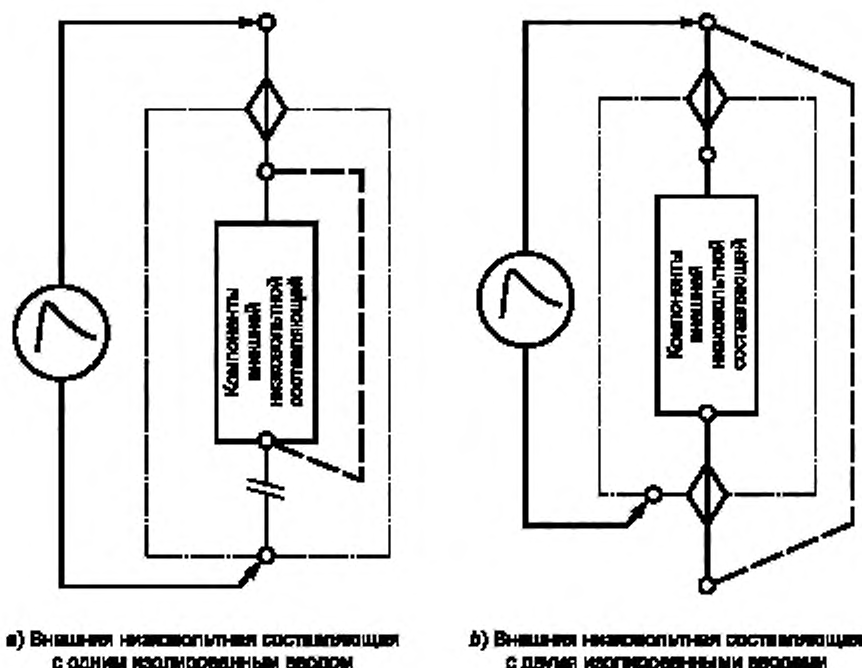 Компоненты
внешней
низковольтной
составляющей
Компоненты
внешней
низковольтной
составляющей
а) Внешняя низковольтная составляющая
с одним изолированным вводом
b) Внешняя низковольтная составляющая
с двумя изолированными вводами